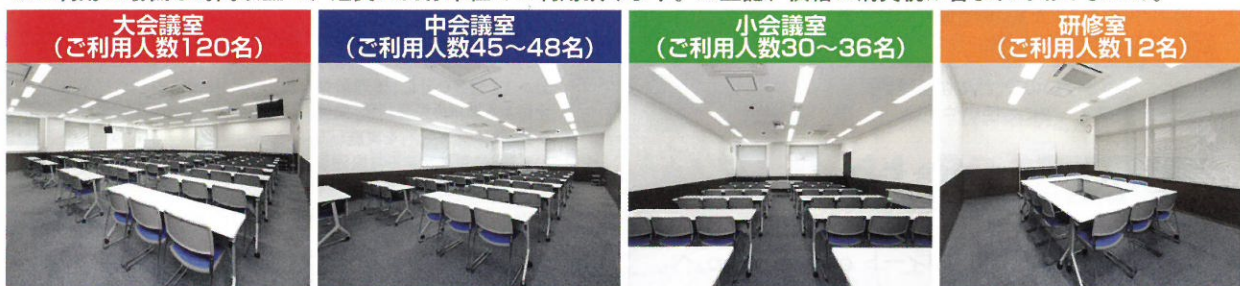 大会議室
(ご利用人数120名)
中会議室
(ご利用人数45〜48名)
小会議室
(ご利用人数30〜36名)
研修室
(ご利用人数12名)